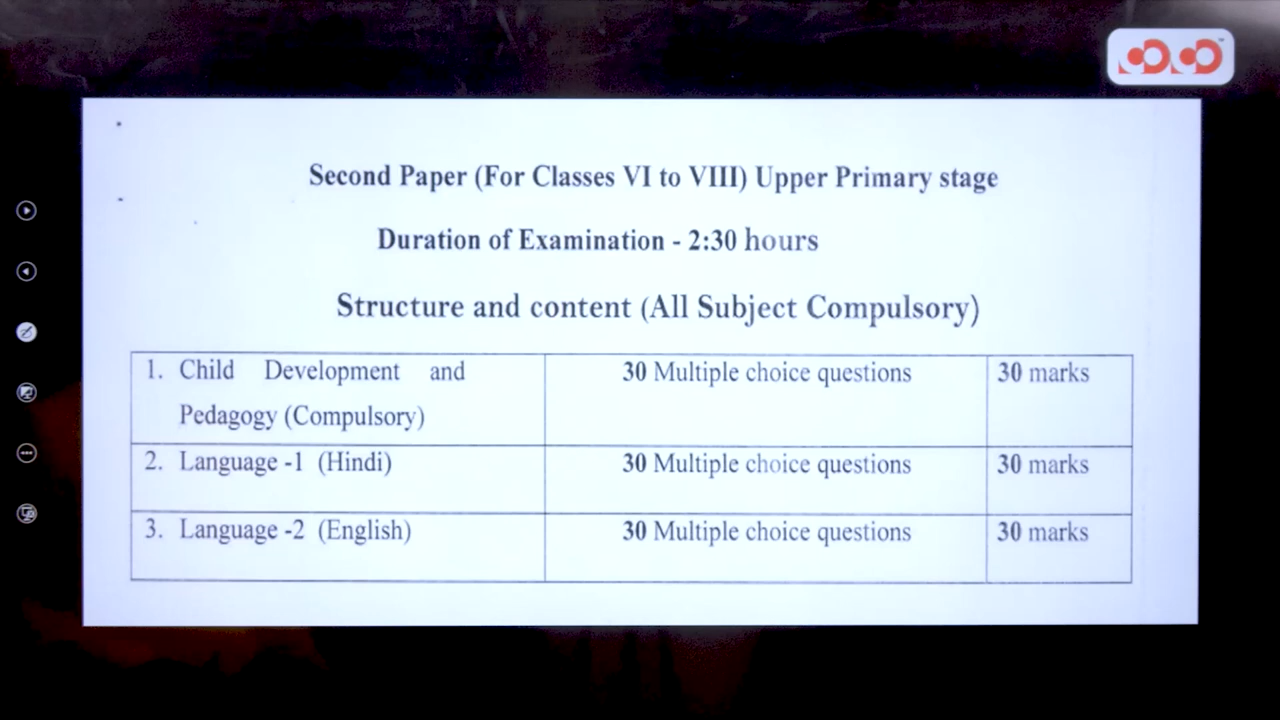 Second Paper (For Classes VI to VIII) Upper Primary stage
Duration of Examination - 2:30 hours
Structure and content (All Subject Compulsory)
1. Child Development and Pedagogy (Compulsory) 30 Multiple choice questions 30 marks
2. Language -1 (Hindi) 30 Multiple choice questions 30 marks
3. Language -2 (English) 30 Multiple choice questions 30 marks